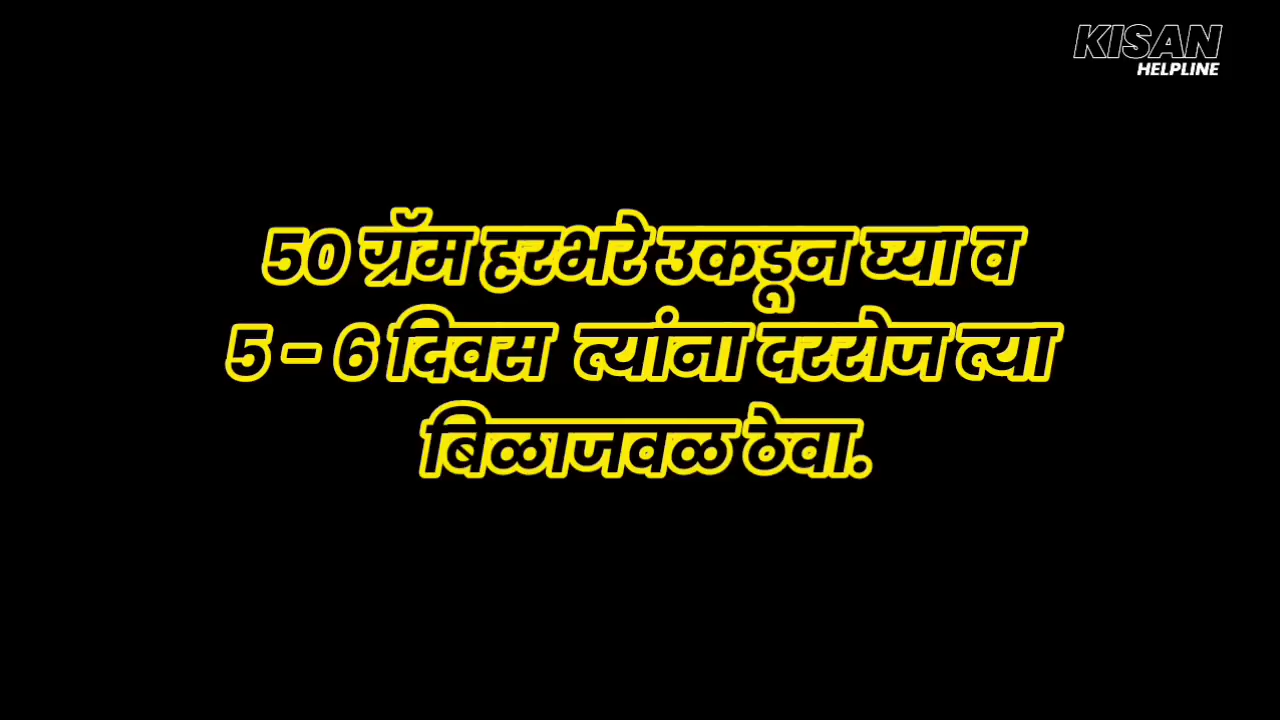 KISAN
HELPLINE
50 ग्रॅम हरभरे उकडून घ्या व
5 - 6 दिवस त्यांना दररोज त्या
बिळाजवळ ठेवा.